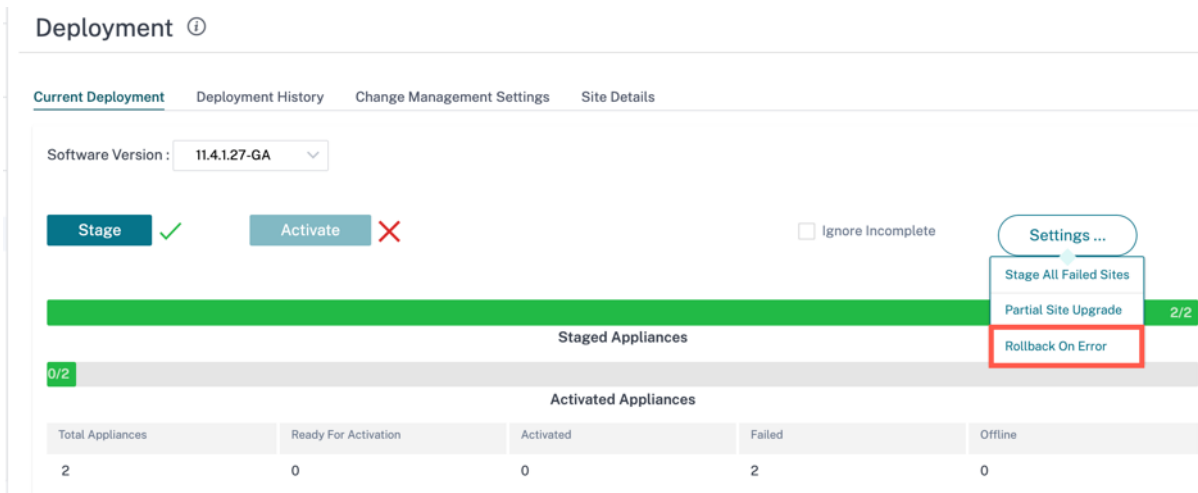 Deployment
Current Deployment Deployment History Change Management Settings Site Details
Software Version : 11.4.1.27-GA
Stage Activate Ignore Incomplete Settings ...
Stage All Failed Sites
Partial Site Upgrade
2/2
Staged Appliances
Rollback On Error
0/2
Activated Appliances
Total Appliances Ready For Activation Activated Failed Offline
2 0 0 2 0